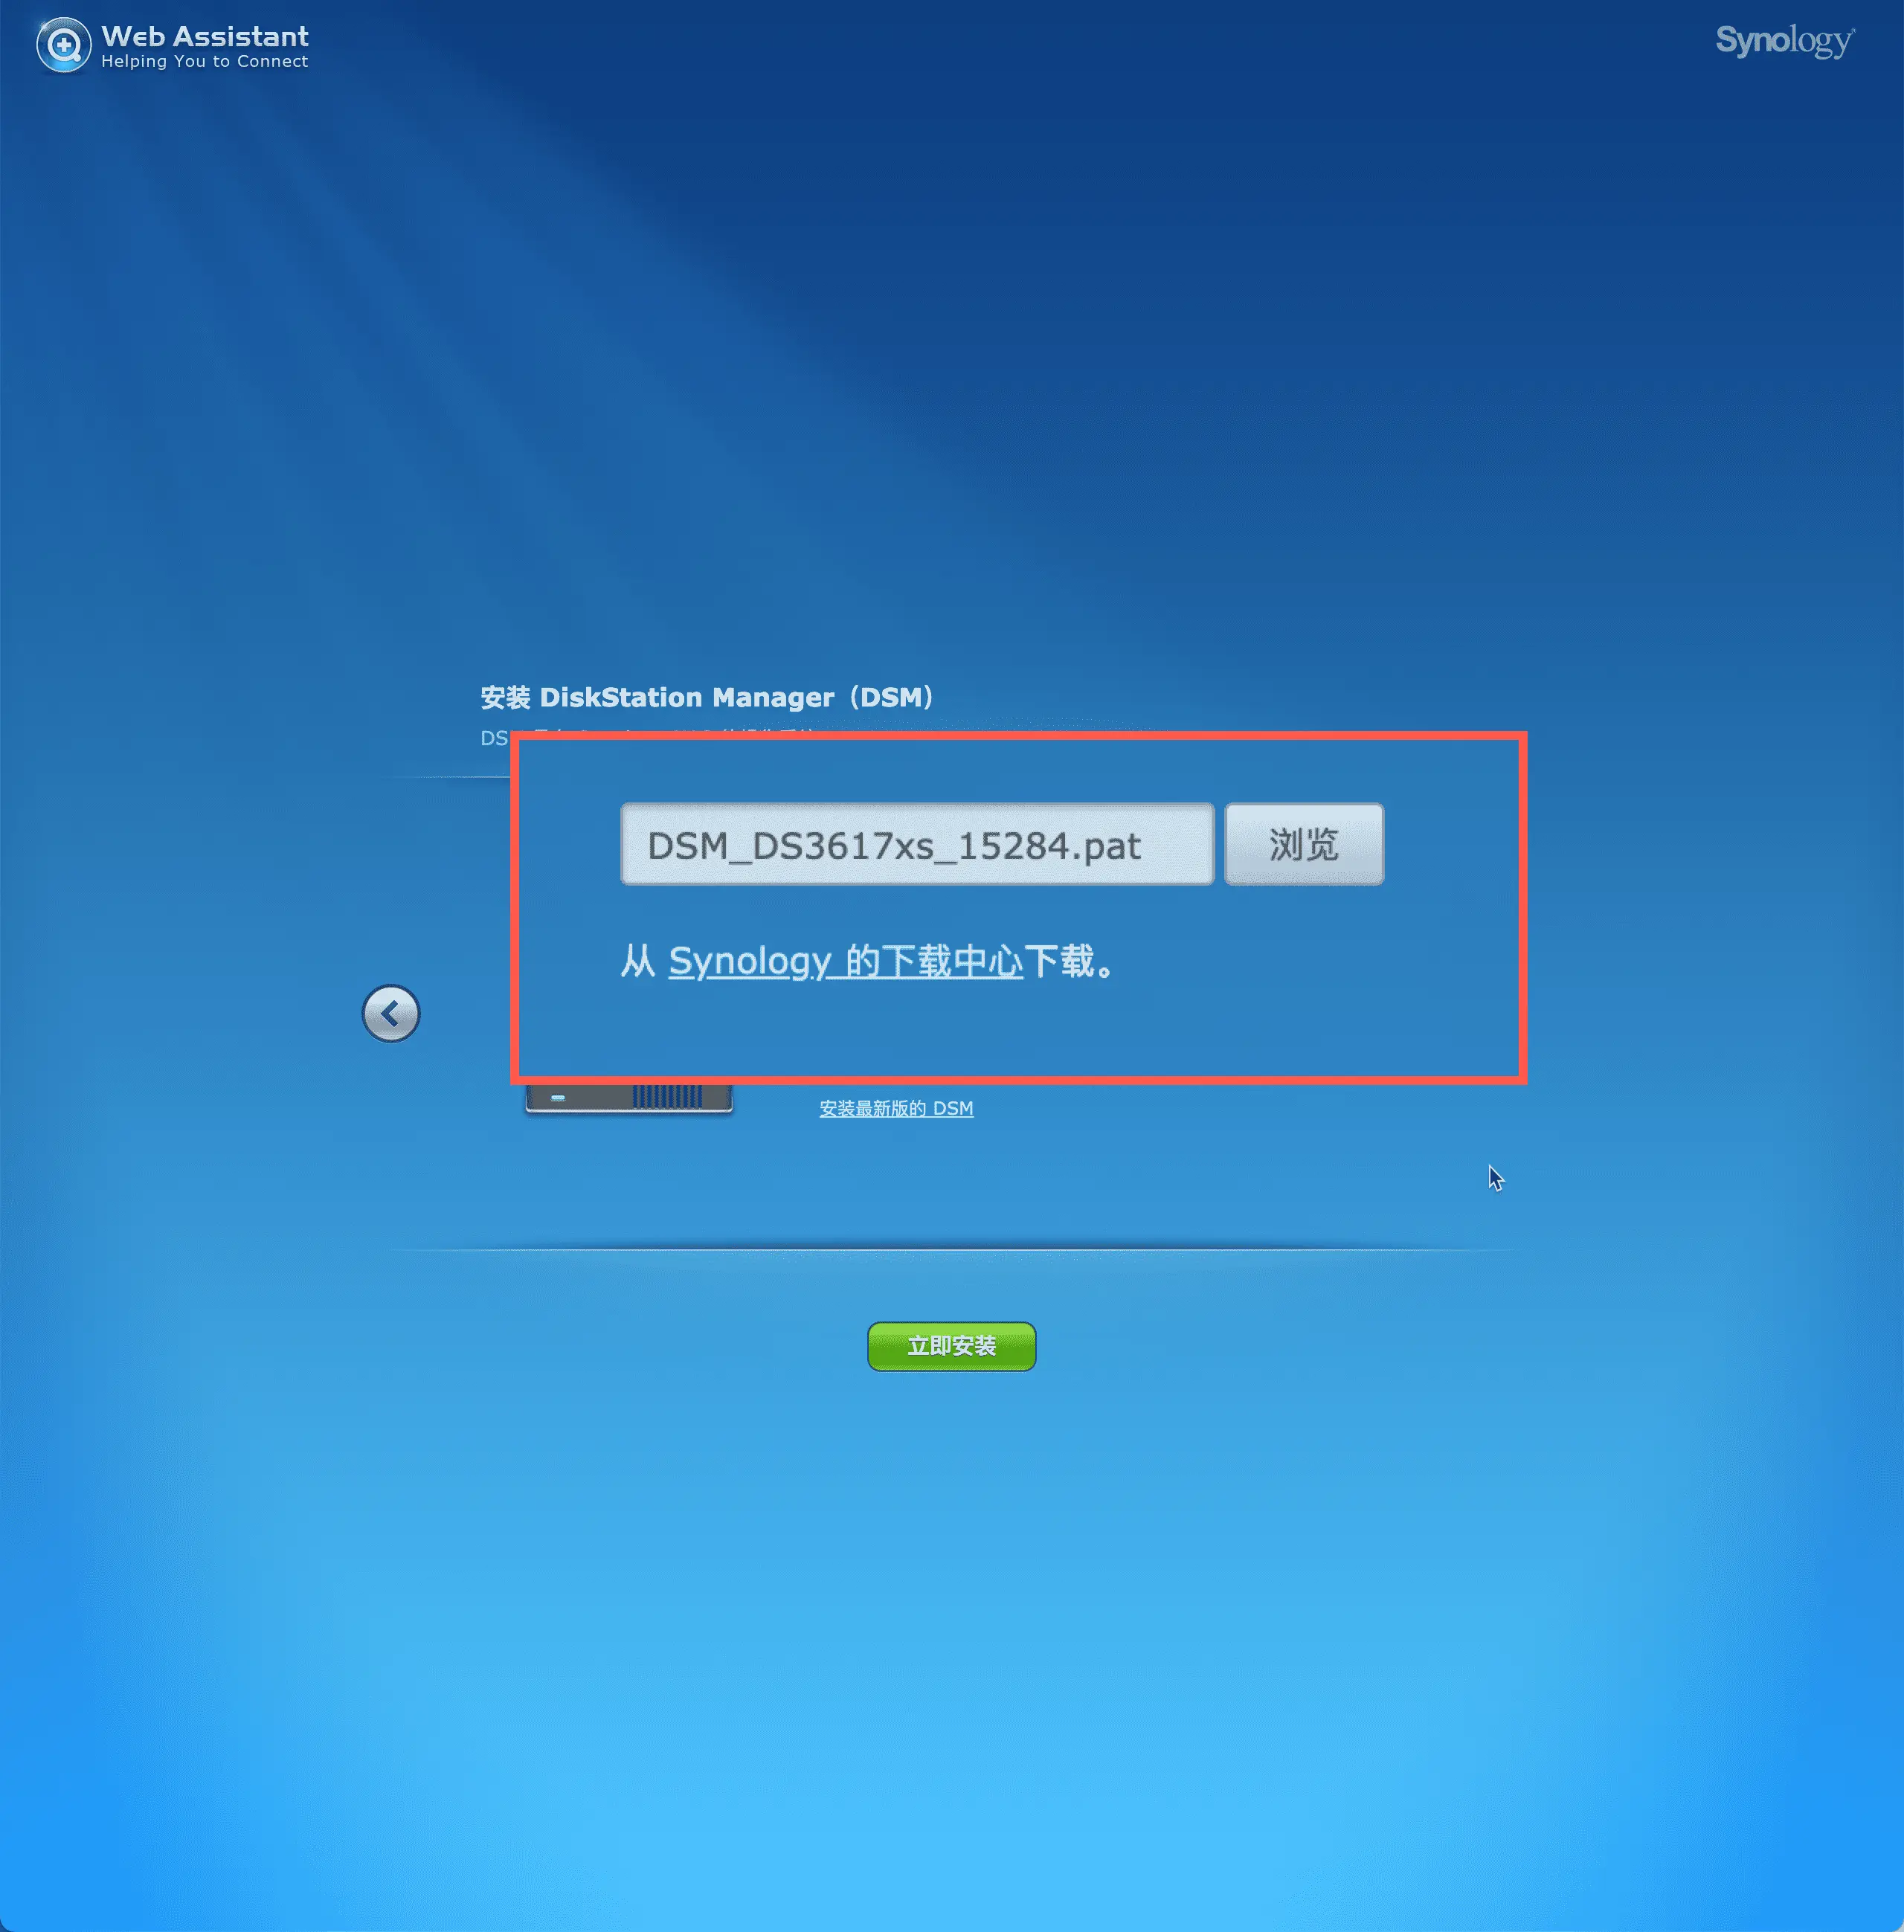 Web Assistant
Helping You to Connect
Synology
安装 DiskStation Manager（DSM）
DS
DSM_DS3617xs_15284.pat
浏览
从 Synology 的下载中心下载。
安装最新版的 DSM
立即安装